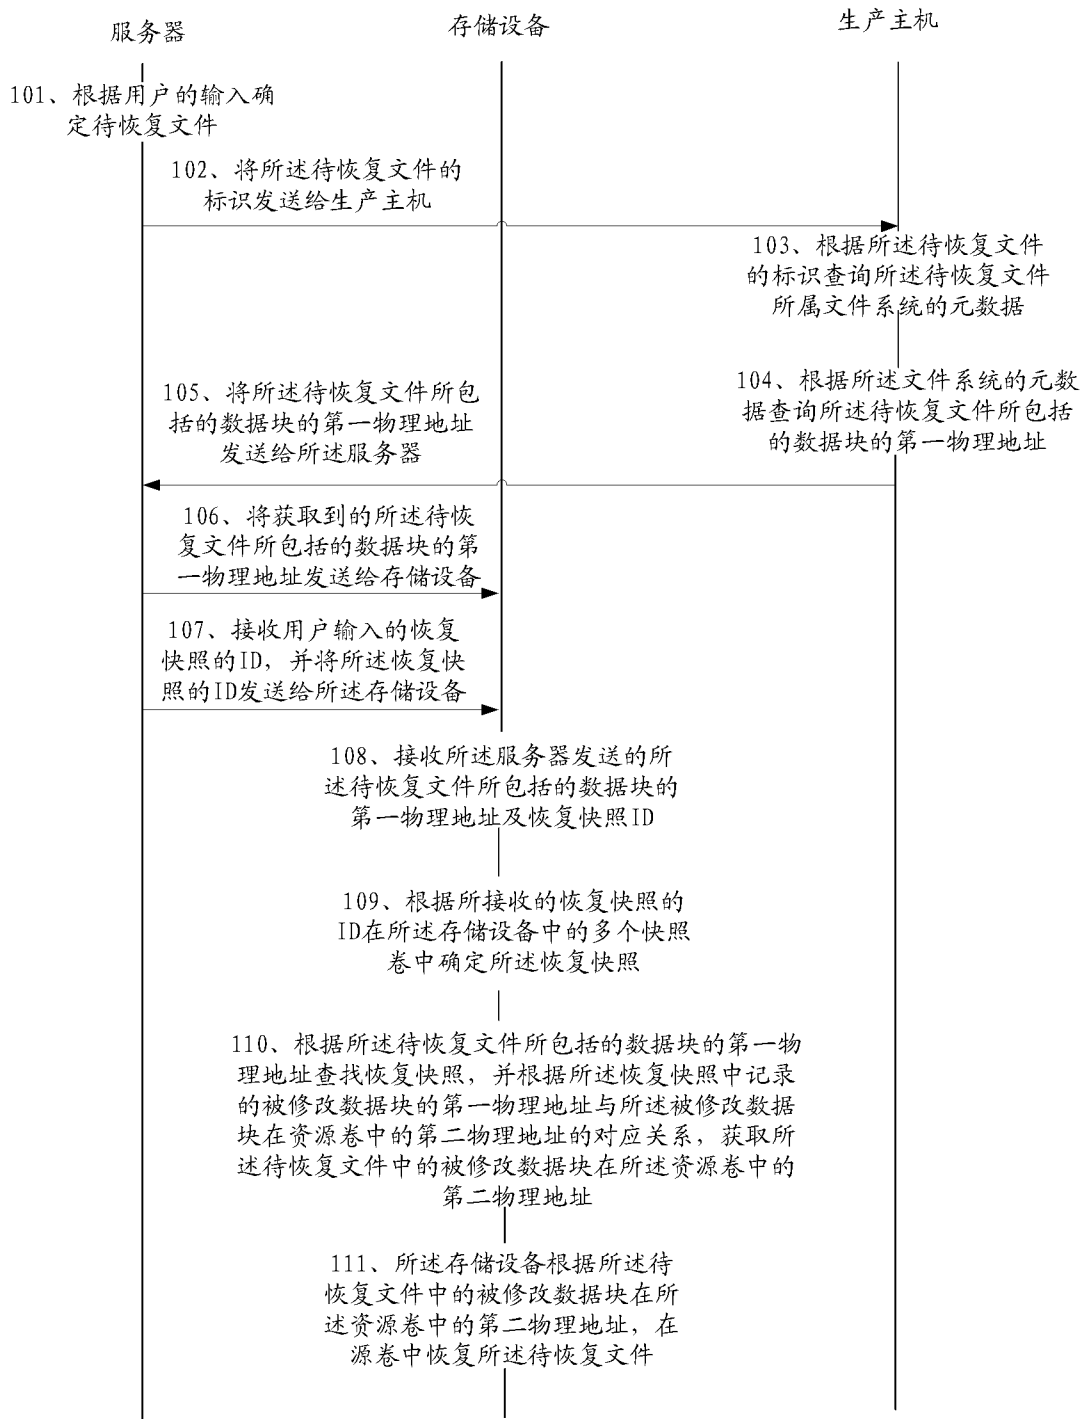 服务器
存储设备
生产主机
101、根据用户的输入确
定待恢复文件
102、将所述待恢复文件的
标识发送给生产主机
103、根据所述待恢复文件
的标识查询所述待恢复文件
所属文件系统的元数据
104、根据所述文件系统的元数
据查询所述待恢复文件所包括
的数据块的第一物理地址
105、将所述待恢复文件所包
括的数据块的第一物理地址
发送给所述服务器
106、将获取到的所述待恢
复文件所包括的数据块的第
一物理地址发送给存储设备
107、接收用户输入的恢复
快照的ID，并将所述恢复快
照的ID发送给所述存储设备
108、接收所述服务器发送的所
述待恢复文件所包括的数据块的
第一物理地址及恢复快照ID
109、根据所接收的恢复快照的
ID在所述存储设备中的多个快照
卷中确定所述恢复快照
110、根据所述待恢复文件所包括的数据块的第一物
理地址查找恢复快照，并根据所述恢复快照中记录
的被修改数据块的第一物理地址与所述被修改数据
块在资源卷中的第二物理地址的对应关系，获取所
述待恢复文件中的被修改数据块在所述资源卷中的
第二物理地址
111、所述存储设备根据所述待
恢复文件中的被修改数据块在所
述资源卷中的第二物理地址，在
源卷中恢复所述待恢复文件